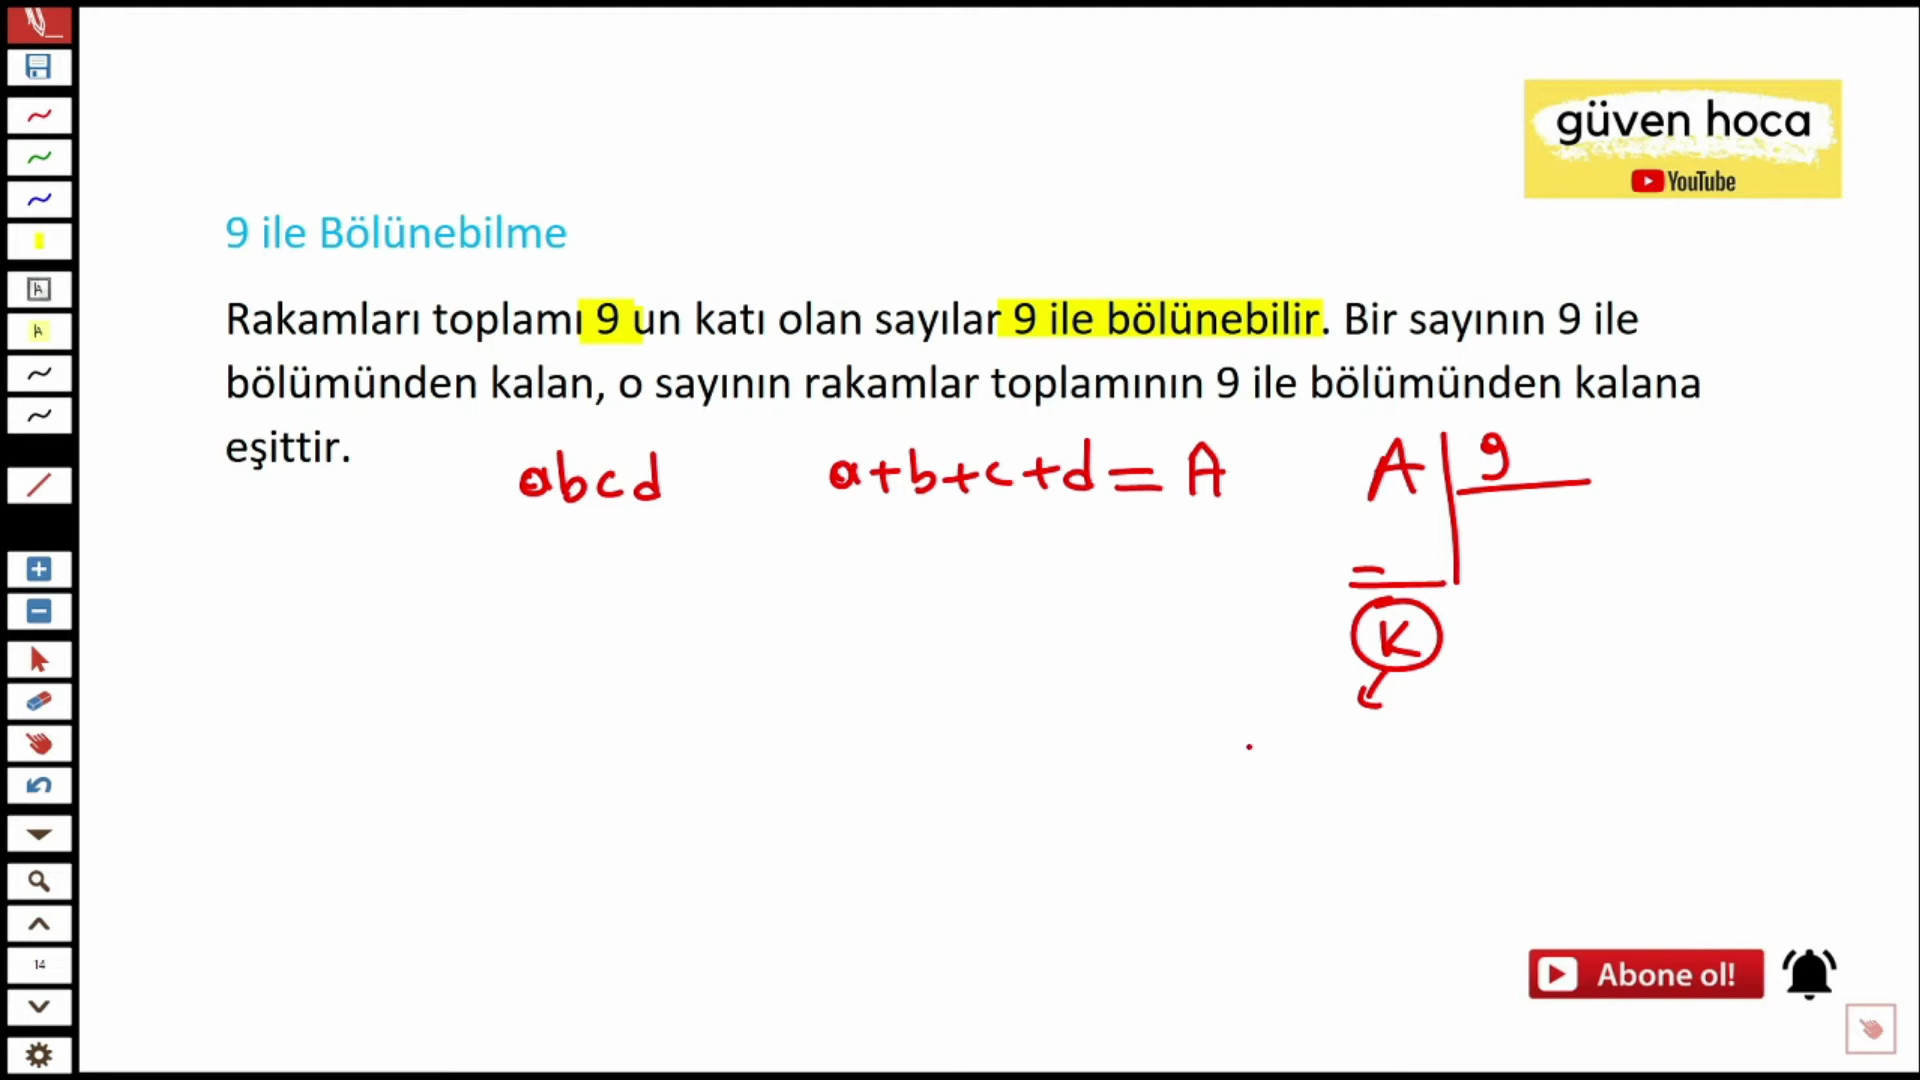 güven hoca
YouTube
9 ile Bölünebilme
Rakamları toplamı 9 un katı olan sayılar 9 ile bölünebilir. Bir sayının 9 ile
bölümünden kalan, o sayının rakamlar toplamının 9 ile bölümünden kalana
eşittir.
abcd a+b+c+d=A A 9
K
14
Abone ol!